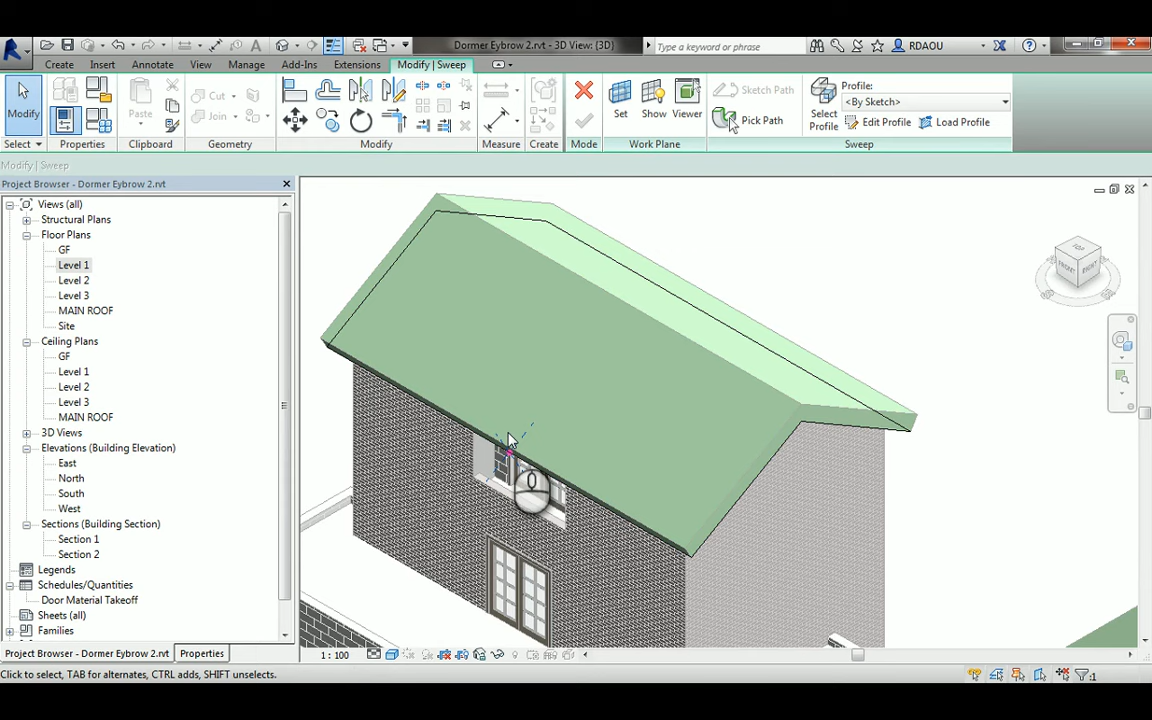 Dormer Eybrow 2.rvt - 3D View: {3D}
Type a keyword or phrase
RDAOU
Create
Insert
Annotate
View
Manage
Add-Ins
Extensions
Modify | Sweep
Modify
Paste
Cut
Join
Set
Show
Viewer
Sketch Path
Pick Path
Select
Profile
Profile:
<By Sketch>
Edit Profile
Load Profile
Select
Properties
Clipboard
Geometry
Modify
Measure
Create
Mode
Work Plane
Sweep
Modify | Sweep
Project Browser - Dormer Eybrow 2.rvt
Views (all)
Structural Plans
Floor Plans
GF
Level 1
Level 2
Level 3
MAIN ROOF
Site
Ceiling Plans
GF
Level 1
Level 2
Level 3
MAIN ROOF
3D Views
Elevations (Building Elevation)
East
North
South
West
Sections (Building Section)
Section 1
Section 2
Legends
Schedules/Quantities
Door Material Takeoff
Sheets (all)
Families
Project Browser - Dormer Eybrow 2.rvt
Properties
TOP
FRONT
RIGHT
1 : 100
Click to select, TAB for alternates, CTRL adds, SHIFT unselects.
:1